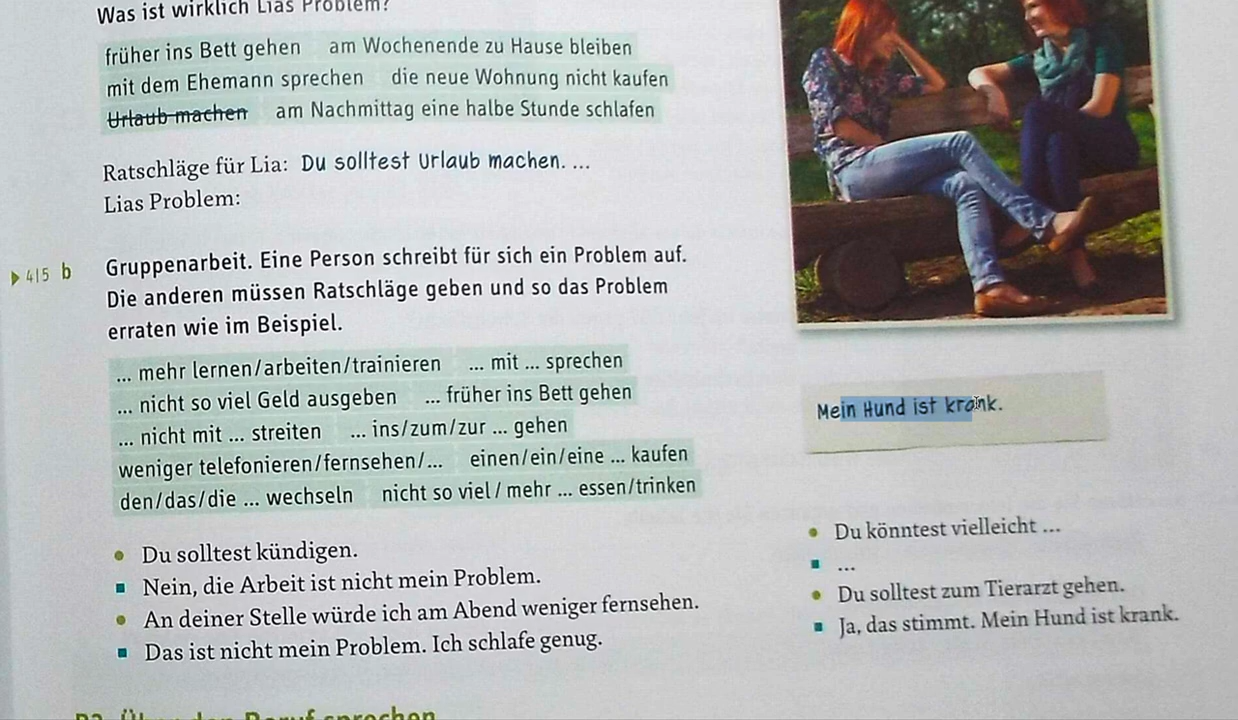 Was ist wirklich Lias Problem?
früher ins Bett gehen am Wochenende zu Hause bleiben
mit dem Ehemann sprechen die neue Wohnung nicht kaufen
Urlaub machen am Nachmittag eine halbe Stunde schlafen
Ratschläge für Lia: Du solltest Urlaub machen. ...
Lias Problem:
4|5 b Gruppenarbeit. Eine Person schreibt für sich ein Problem auf.
Die anderen müssen Ratschläge geben und so das Problem
erraten wie im Beispiel.
... mehr lernen/arbeiten/trainieren ... mit ... sprechen
... nicht so viel Geld ausgeben ... früher ins Bett gehen
... nicht mit ... streiten ... ins/zum/zur ... gehen
weniger telefonieren/fernsehen/... einen/ein/eine ... kaufen
den/das/die ... wechseln nicht so viel/mehr ... essen/trinken
Du solltest kündigen.
Nein, die Arbeit ist nicht mein Problem.
An deiner Stelle würde ich am Abend weniger fernsehen.
Das ist nicht mein Problem. Ich schlafe genug.
Mein Hund ist krank.
Du könntest vielleicht ...
...
Du solltest zum Tierarzt gehen.
Ja, das stimmt. Mein Hund ist krank.
Über den Beruf sprechen